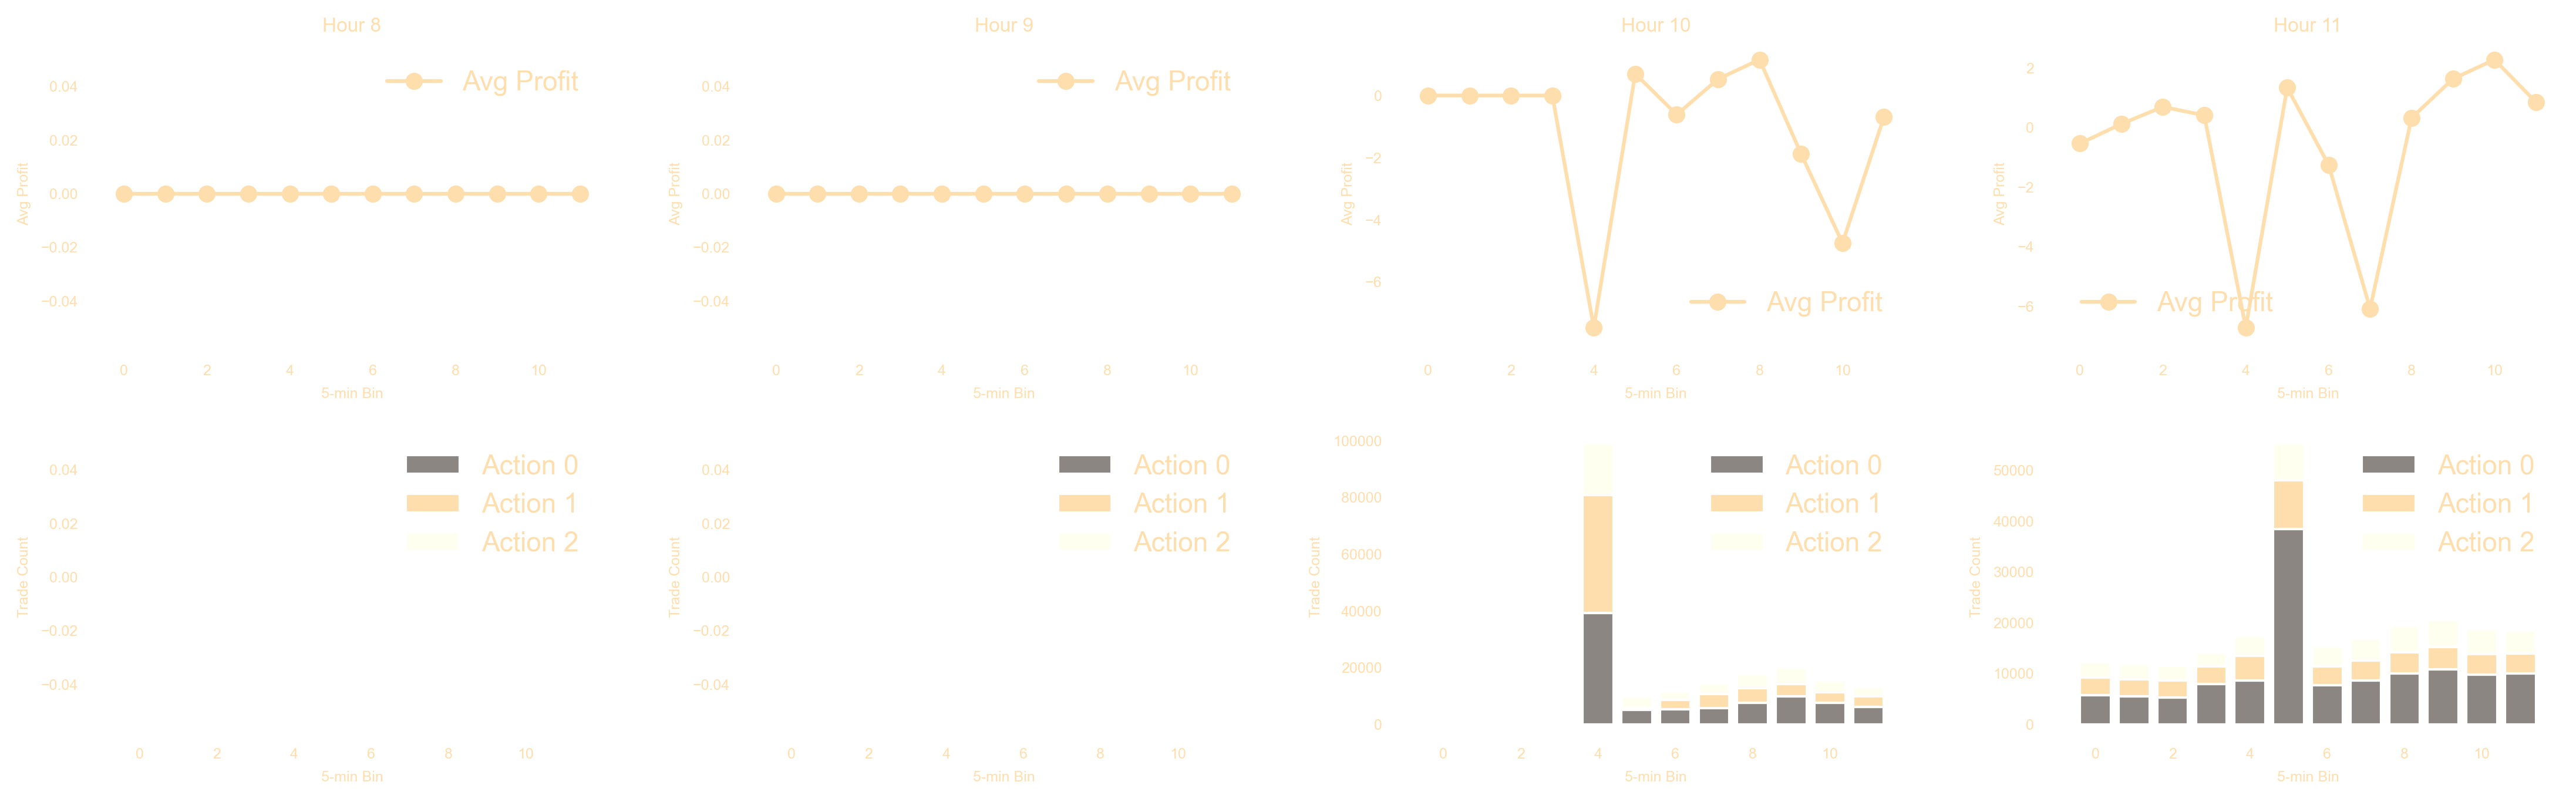 Hour 8
Avg Profit
0.04
0.02
0.00
−0.02
−0.04
Avg Profit
0 2 4 6 8 10
5-min Bin
Hour 9
Avg Profit
0.04
0.02
0.00
−0.02
−0.04
Avg Profit
0 2 4 6 8 10
5-min Bin
Hour 10
Avg Profit
0
−2
−4
−6
Avg Profit
0 2 4 6 8 10
5-min Bin
Hour 11
Avg Profit
2
0
−2
−4
−6
Avg Profit
0 2 4 6 8 10
5-min Bin
Trade Count
0.04
0.02
0.00
−0.02
−0.04
Action 0
Action 1
Action 2
0 2 4 6 8 10
5-min Bin
Trade Count
0.04
0.02
0.00
−0.02
−0.04
Action 0
Action 1
Action 2
0 2 4 6 8 10
5-min Bin
Trade Count
100000
80000
60000
40000
20000
0
Action 0
Action 1
Action 2
0 2 4 6 8 10
5-min Bin
Trade Count
50000
40000
30000
20000
10000
0
Action 0
Action 1
Action 2
0 2 4 6 8 10
5-min Bin